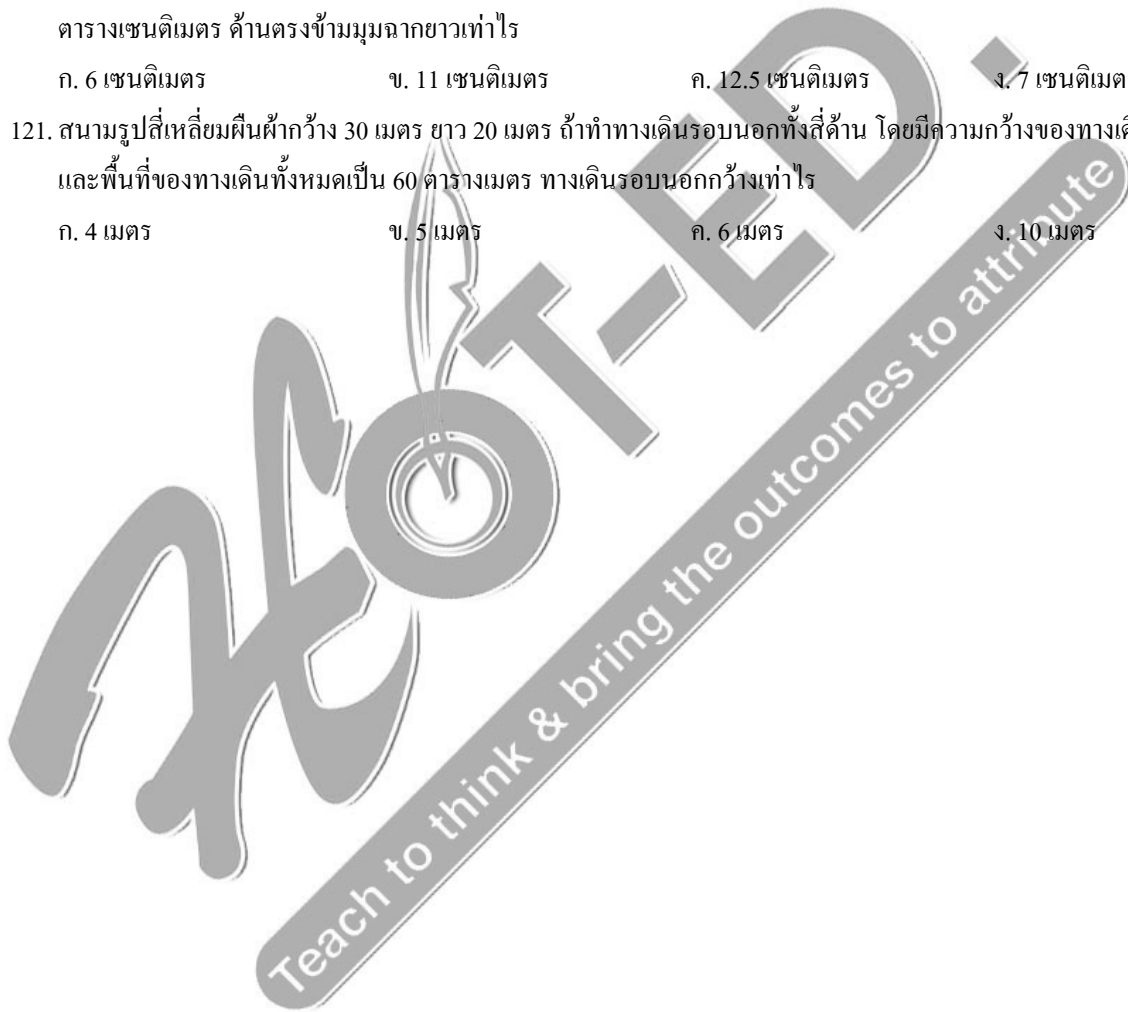 ตารางเซนติเมตร ด้านตรงข้ามมุมฉากยาวเท่าไร
ก. 6 เซนติเมตร ข. 11 เซนติเมตร ค. 12.5 เซนติเมตร ง. 7 เซนติเมต
121. สนามรูปสี่เหลี่ยมผืนผ้ากว้าง 30 เมตร ยาว 20 เมตร ถ้าทำทางเดินรอบนอกทั้งสี่ด้าน โดยมีความกว้างของทางเดิ
และพื้นที่ของทางเดินทั้งหมดเป็น 60 ตารางเมตร ทางเดินรอบนอกกว้างเท่าไร
ก. 4 เมตร ข. 5 เมตร ค. 6 เมตร ง. 10 เมตร
HOT-ED.
Teach to think & bring the outcomes to attribute